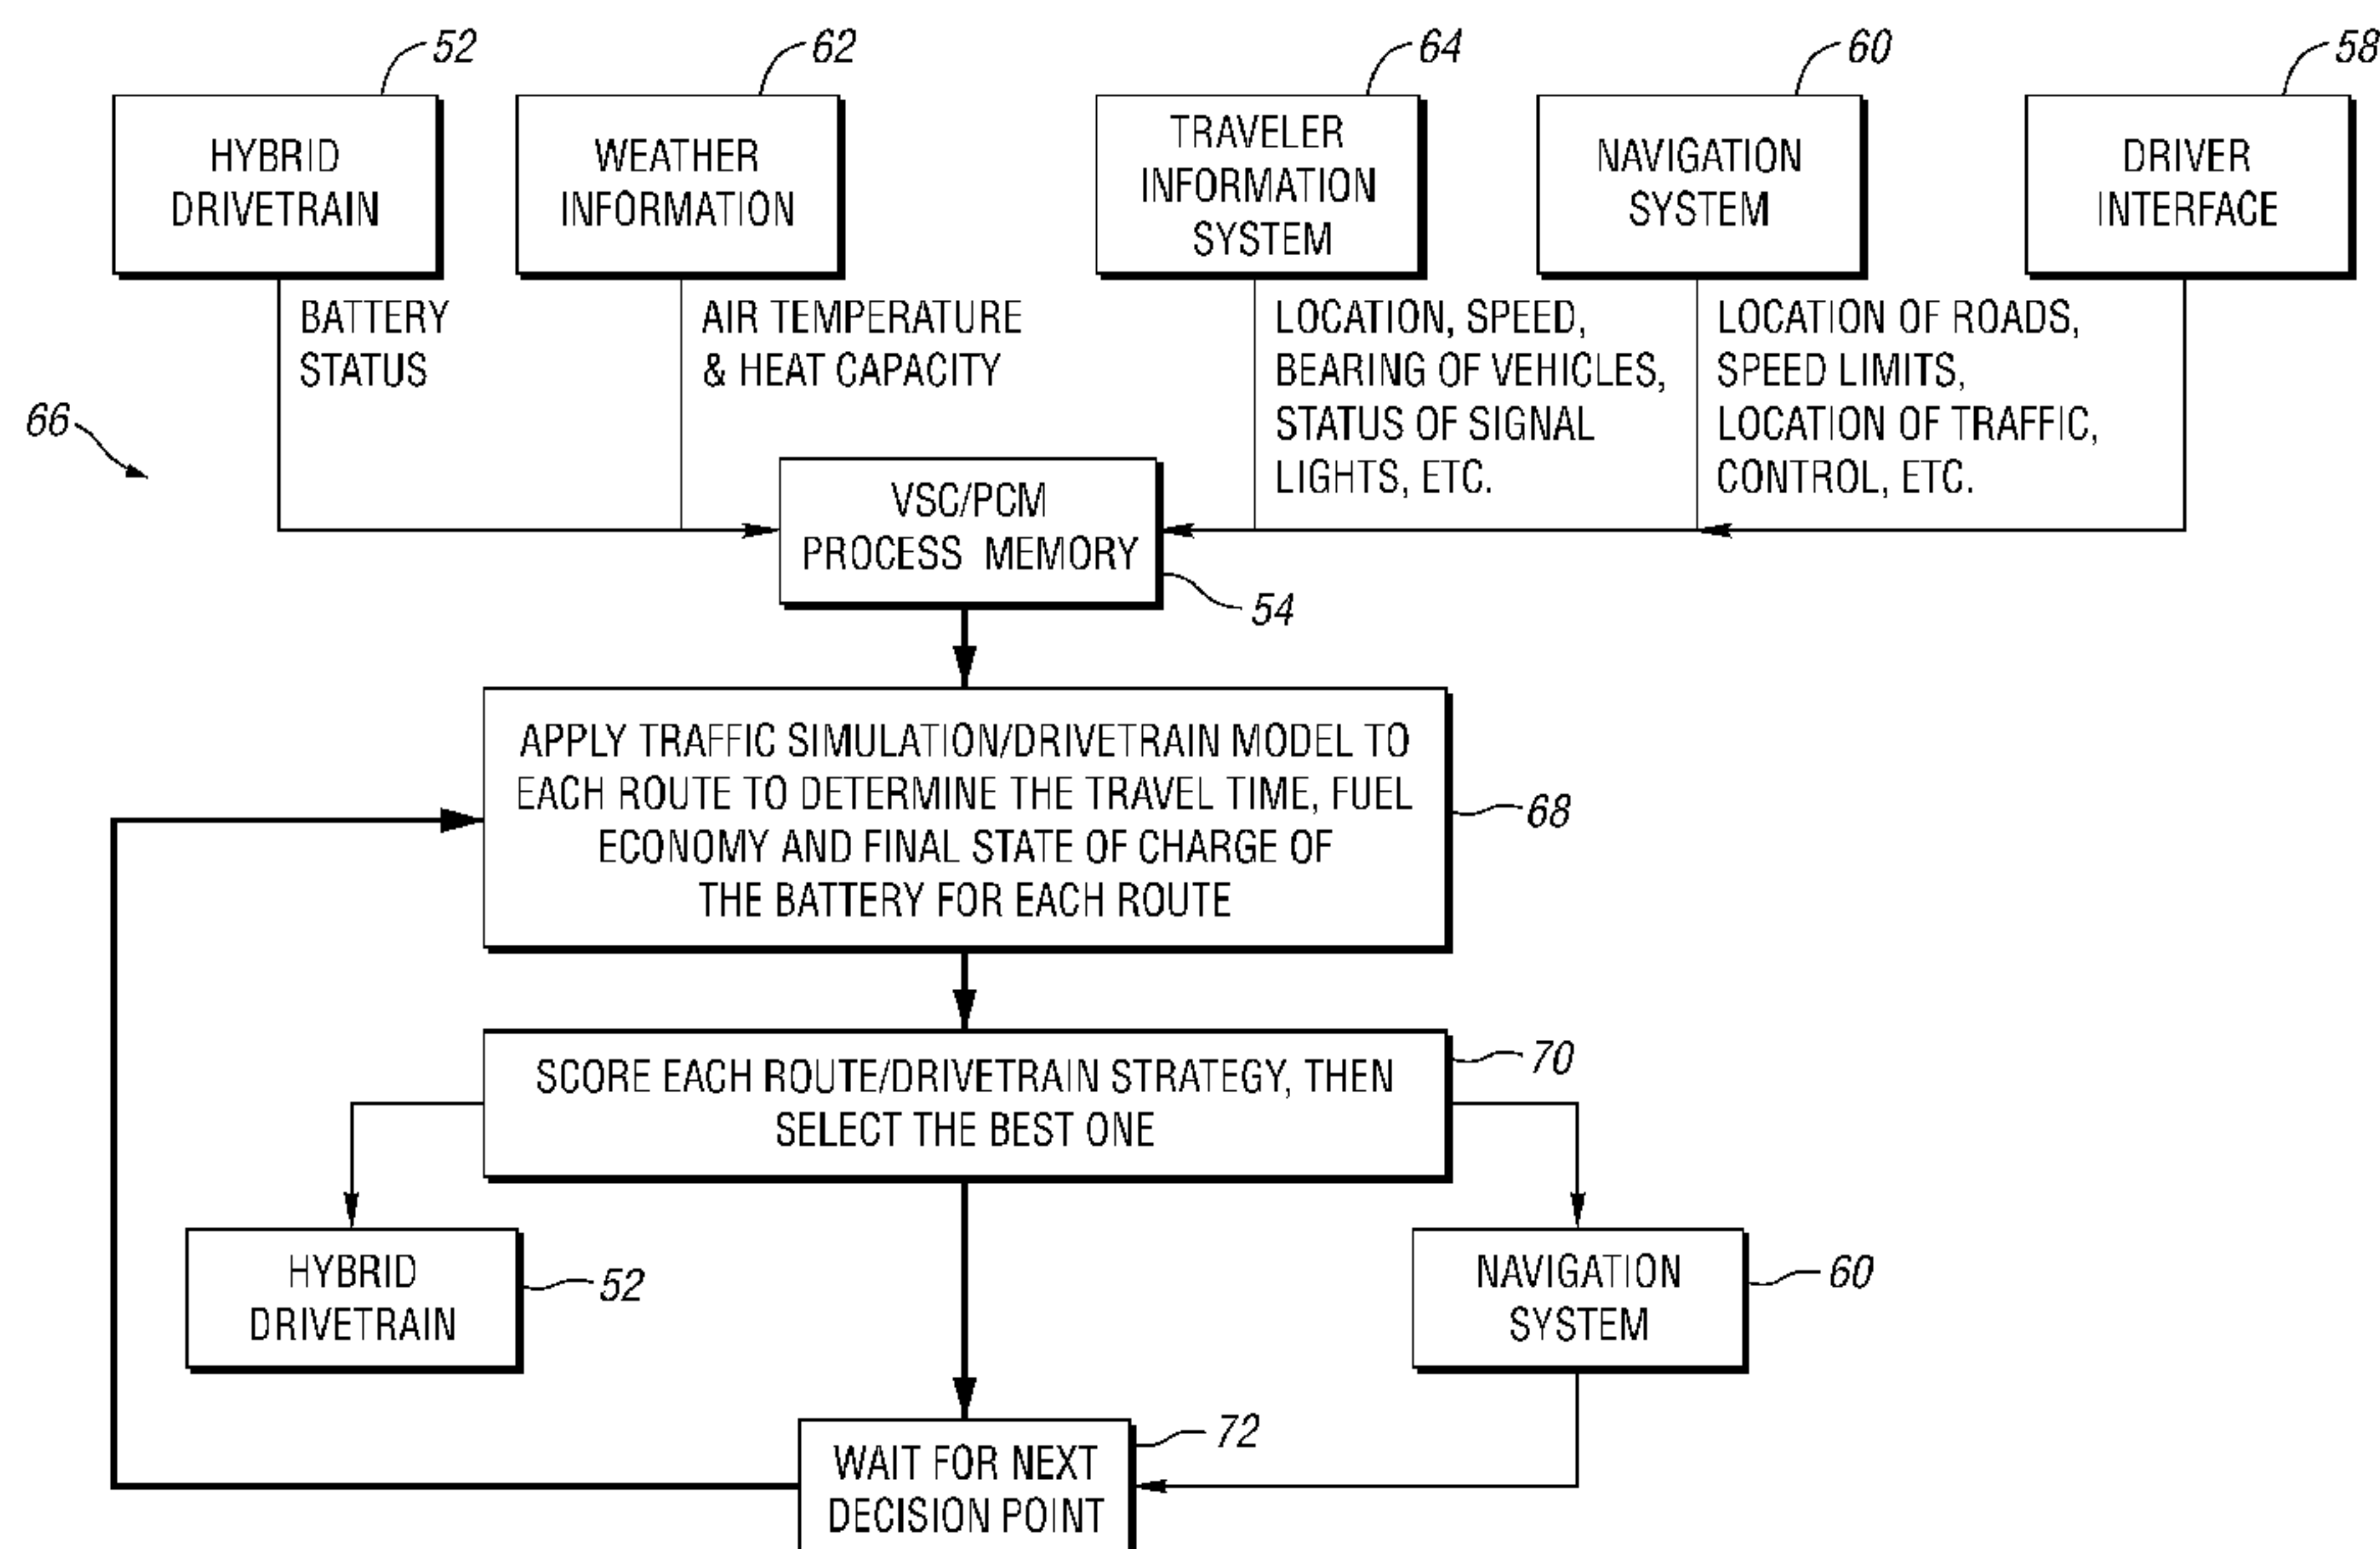 52
62
64
60
58
HYBRID
DRIVETRAIN
WEATHER
INFORMATION
TRAVELER
INFORMATION
SYSTEM
NAVIGATION
SYSTEM
DRIVER
INTERFACE
BATTERY
STATUS
AIR TEMPERATURE
& HEAT CAPACITY
LOCATION, SPEED,
BEARING OF VEHICLES,
STATUS OF SIGNAL
LIGHTS, ETC.
LOCATION OF ROADS,
SPEED LIMITS,
LOCATION OF TRAFFIC,
CONTROL, ETC.
66
VSC/PCM
PROCESS MEMORY
54
APPLY TRAFFIC SIMULATION/DRIVETRAIN MODEL TO
EACH ROUTE TO DETERMINE THE TRAVEL TIME, FUEL
ECONOMY AND FINAL STATE OF CHARGE OF
THE BATTERY FOR EACH ROUTE
68
SCORE EACH ROUTE/DRIVETRAIN STRATEGY, THEN
SELECT THE BEST ONE
70
HYBRID
DRIVETRAIN
52
NAVIGATION
SYSTEM
60
WAIT FOR NEXT
DECISION POINT
72